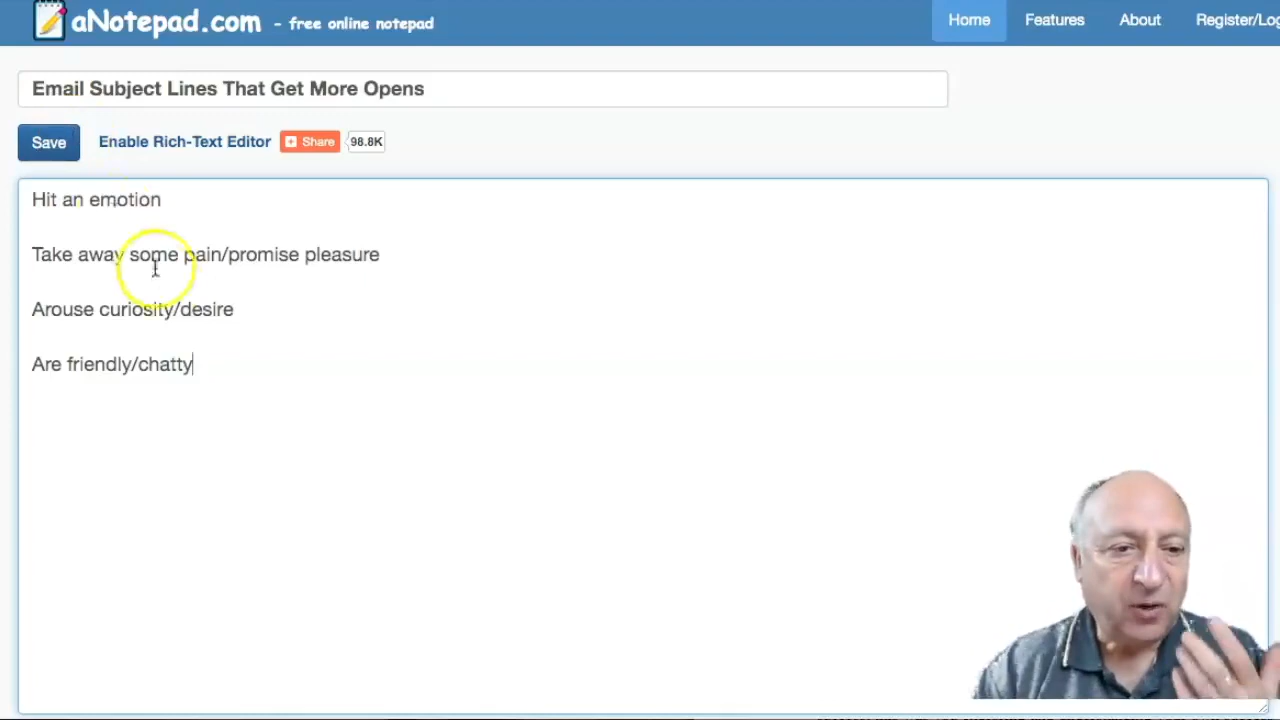 aNotepad.com - free online notepad
Home Features About
Email Subject Lines That Get More Opens
Save Enable Rich-Text Editor Share 98.8K
Hit an emotion
Take away some pain/promise pleasure
Arouse curiosity/desire
Are friendly/chatty